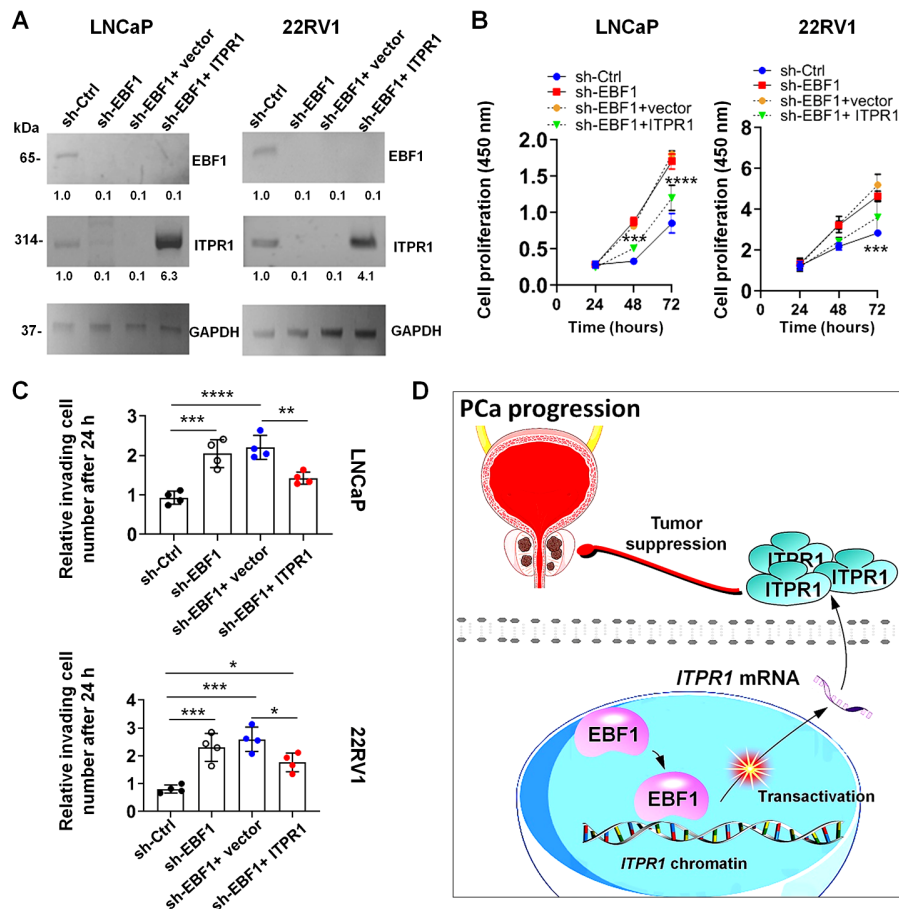 A
LNCaP
22RV1
sh-Ctrl
sh-EBF1
sh-EBF1+ vector
sh-EBF1+ ITPR1
sh-Ctrl
sh-EBF1
sh-EBF1+ vector
sh-EBF1+ ITPR1
kDa
65-
EBF1
EBF1
1.0 0.1 0.1 0.1
1.0 0.1 0.1 0.1
314-
ITPR1
ITPR1
1.0 0.1 0.1 6.3
1.0 0.1 0.1 4.1
37-
GAPDH
GAPDH
B
LNCaP
22RV1
sh-Ctrl
sh-EBF1
sh-EBF1+vector
sh-EBF1+ITPR1
sh-Ctrl
sh-EBF1
sh-EBF1+vector
sh-EBF1+ ITPR1
Cell proliferation (450 nm)
2.0
1.5
1.0
0.5
0.0
***
****
0 24 48 72
Time (hours)
Cell proliferation (450 nm)
8
6
4
2
0
***
0 24 48 72
Time (hours)
C
Relative invading cell
number after 24 h
3
2
1
0
****
***
**
sh-Ctrl
sh-EBF1
sh-EBF1+ vector
sh-EBF1+ ITPR1
LNCaP
Relative invading cell
number after 24 h
4
3
2
1
0
*
***
***
*
sh-Ctrl
sh-EBF1
sh-EBF1+ vector
sh-EBF1+ ITPR1
22RV1
D
PCa progression
Tumor
suppression
ITPR1
ITPR1
ITPR1
ITPR1 mRNA
EBF1
EBF1
Transactivation
ITPR1 chromatin